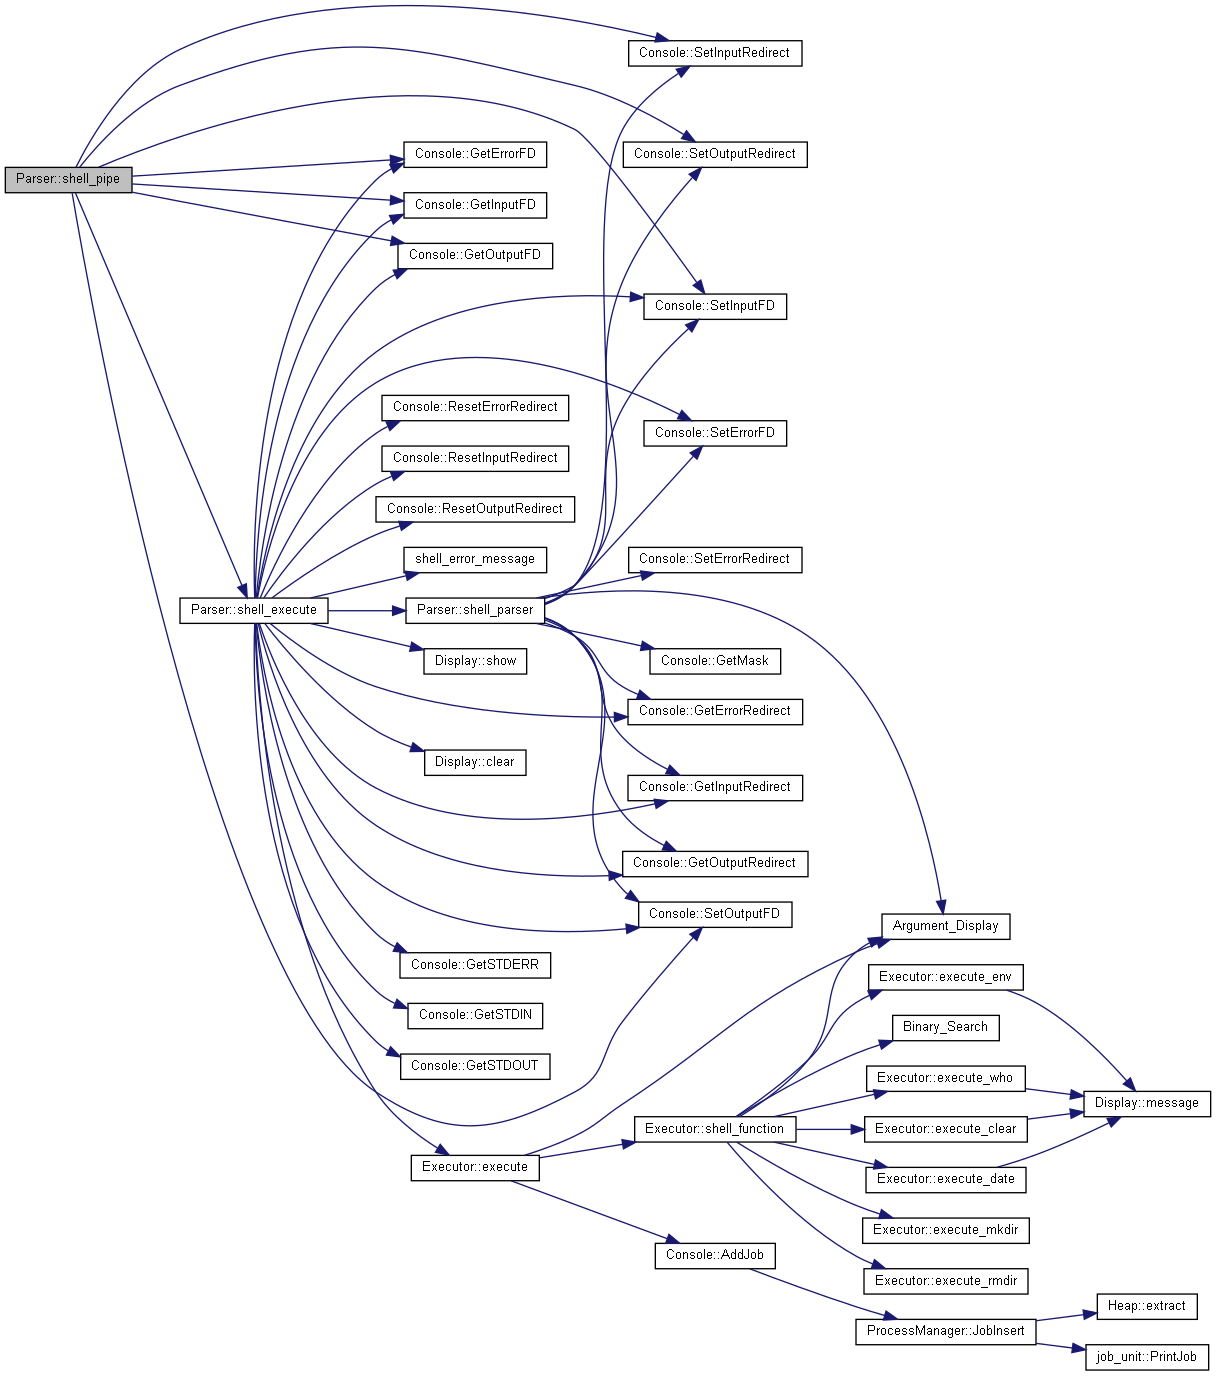 Console::SetInputRedirect
Console::GetErrorFD
Console::SetOutputRedirect
Parser::shell_pipe
Console::GetInputFD
Console::GetOutputFD
Console::SetInputFD
Console::ResetErrorRedirect
Console::SetErrorFD
Console::ResetInputRedirect
Console::ResetOutputRedirect
shell_error_message
Console::SetErrorRedirect
Parser::shell_execute
Parser::shell_parser
Display::show
Console::GetMask
Console::GetErrorRedirect
Display::clear
Console::GetInputRedirect
Console::GetOutputRedirect
Console::SetOutputFD
Argument_Display
Console::GetSTDERR
Executor::execute_env
Console::GetSTDIN
Binary_Search
Console::GetSTDOUT
Executor::execute_who
Display::message
Executor::shell_function
Executor::execute_clear
Executor::execute
Executor::execute_date
Executor::execute_mkdir
Console::AddJob
Executor::execute_rmdir
Heap::extract
ProcessManager::JobInsert
job_unit::PrintJob